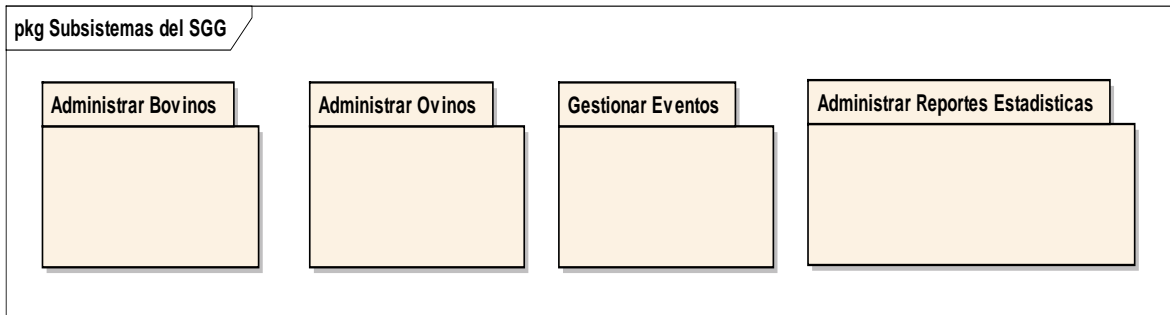 pkg Subsistemas del SGG
Administrar Bovinos
Administrar Ovinos
Gestionar Eventos
Administrar Reportes Estadisticas